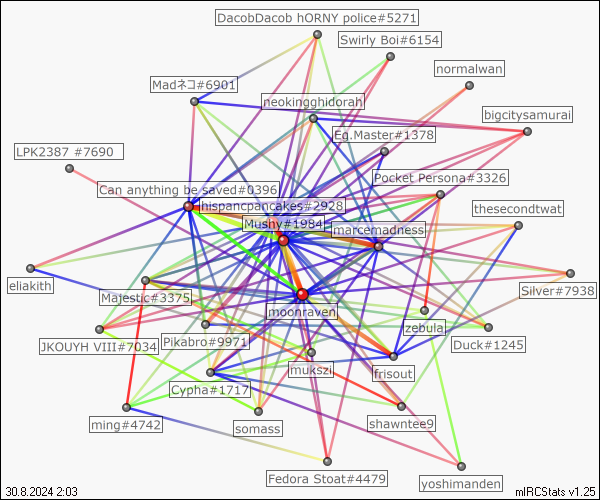 DacobDacob hORNY police#5271
Swirly Boi#6154
normalwan
Madネコ#6901
neokingghidorah
bigcitysamurai
Eg.Master#1378
LPK2387 #7690
Pocket Persona#3326
Can anything be saved#0396
hispancpancakes#2928
thesecondtwat
Mushy#1984
marcemadness
eliakith
Majestic#3375
Silver#7938
moonraven
zebula
JKOUYH VIII#7034
Pikabro#9971
Duck#1245
mukszi
frisout
Cypha#1717
ming#4742
somass
shawntee9
Fedora Stoat#4479
yoshimanden
30.8.2024 2:03
mIRCStats v1.25